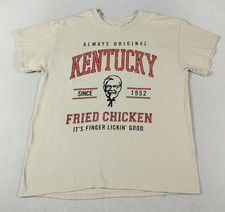 ALWAYS ORIGINAL
KENTUCKY
SINCE 1952
FRIED CHICKEN
IT'S FINGER LICKIN' GOOD.